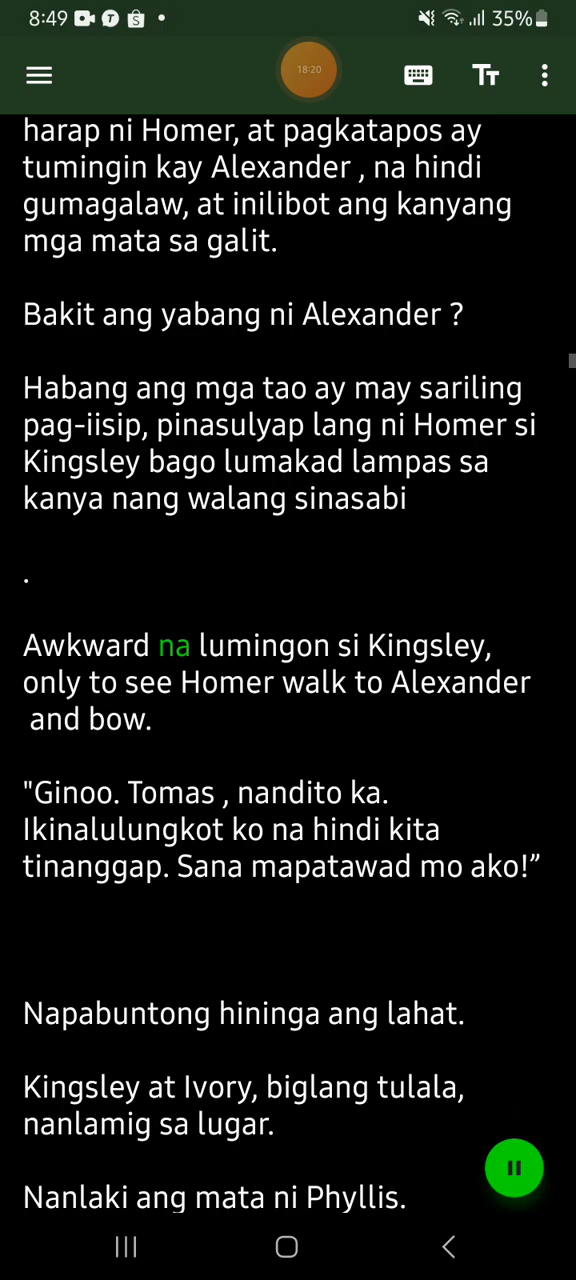 8:49
35%
18:20
harap ni Homer, at pagkatapos ay
tumingin kay Alexander , na hindi
gumagalaw, at inilibot ang kanyang
mga mata sa galit.
Bakit ang yabang ni Alexander ?
Habang ang mga tao ay may sariling
pag-iisip, pinasulyap lang ni Homer si
Kingsley bago lumakad lampas sa
kanya nang walang sinasabi
.
Awkward na lumingon si Kingsley,
only to see Homer walk to Alexander
and bow.
"Ginoo. Tomas , nandito ka.
Ikinalulungkot ko na hindi kita
tinanggap. Sana mapatawad mo ako!”
Napabuntong hininga ang lahat.
Kingsley at Ivory, biglang tulala,
nanlamig sa lugar.
Nanlaki ang mata ni Phyllis.